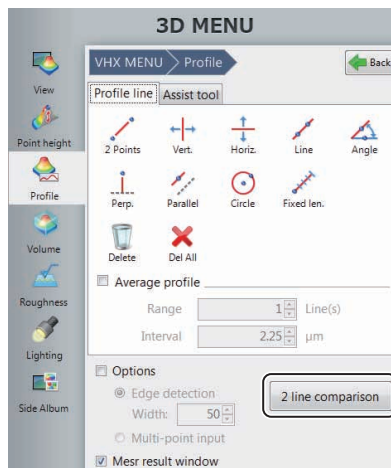 3D MENU
VHX MENU Profile Back
View
Profile line Assist tool
Point height
2 Points Vert. Horiz. Line Angle
Profile
Perp. Parallel Circle Fixed len.
Volume
Delete Del All
Roughness
Average profile
Range 1 Line(s)
Interval 2.25 µm
Lighting
Options
Edge detection
Width: 50
2 line comparison
Side Album
Multi-point input
Mesr result window